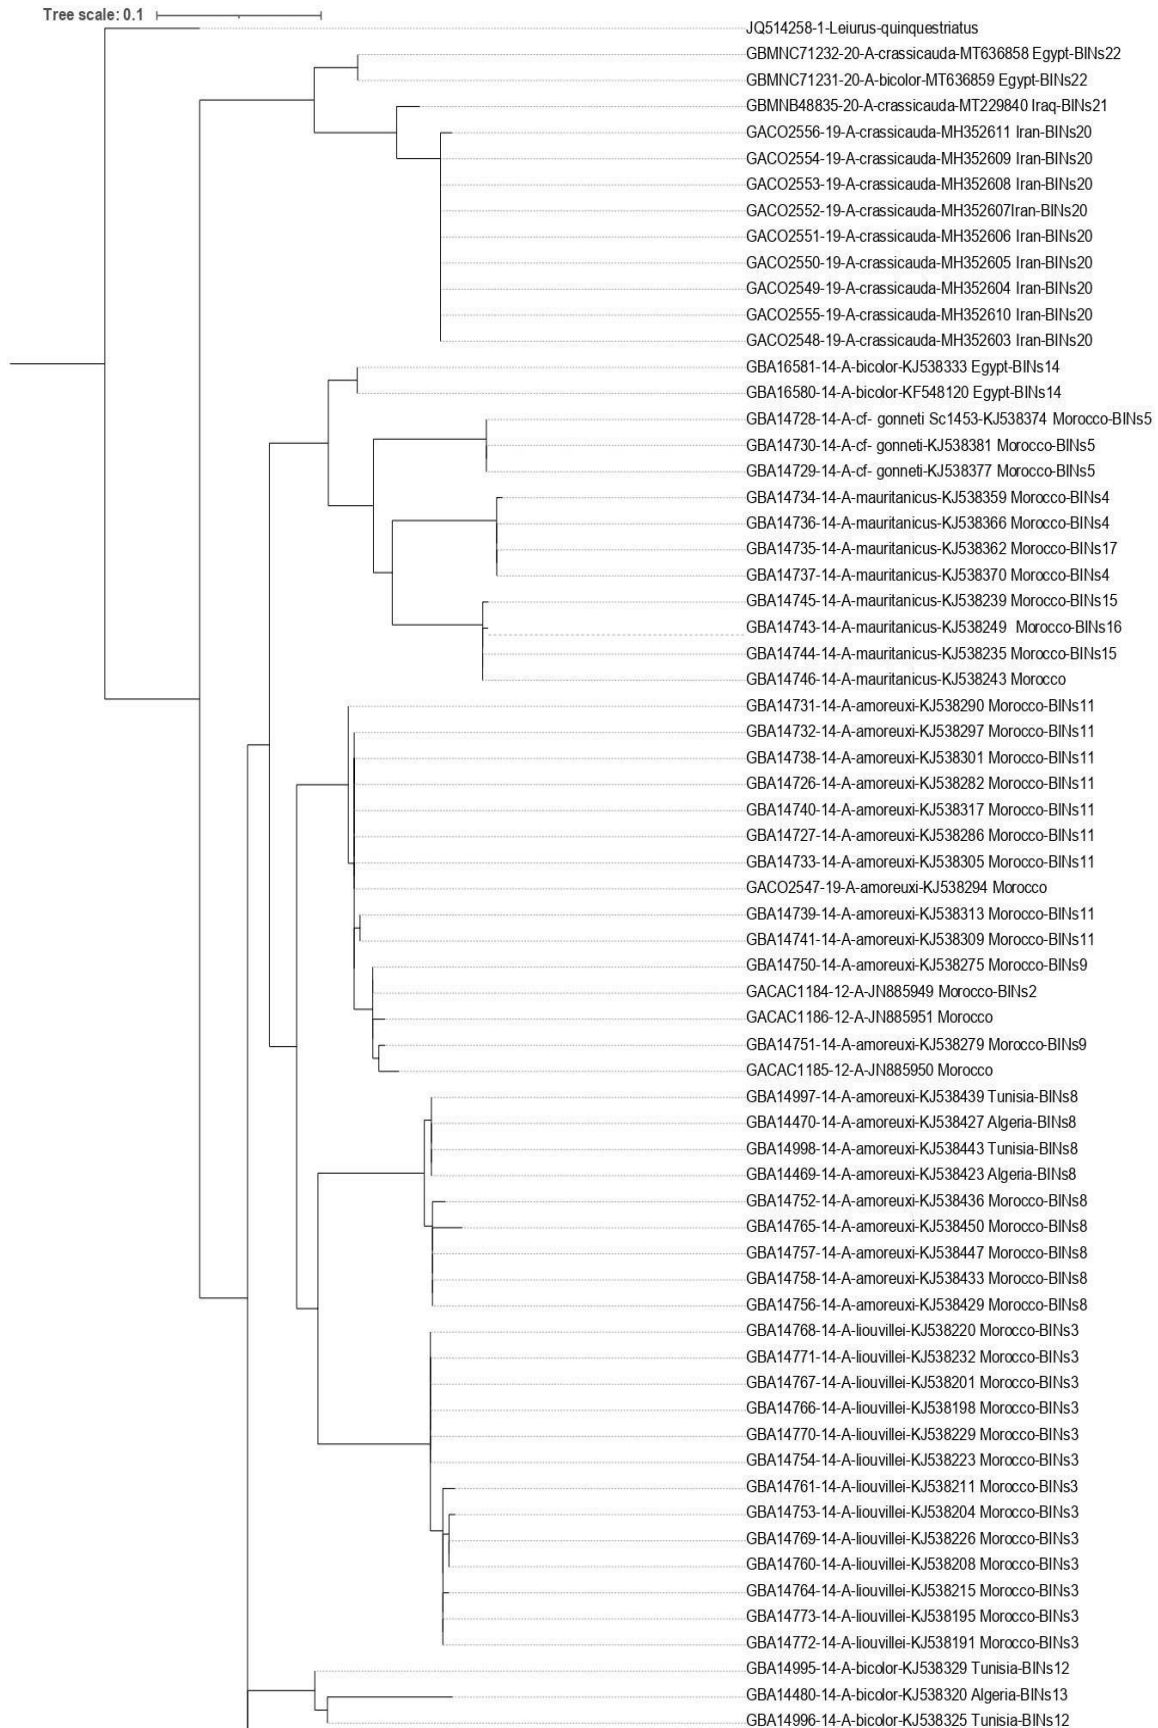 Tree scale: 0.1
JQ514258-1-Leiurus-quinquestriatus
GBMNC71232-20-A-crassicauda-MT636858 Egypt-BINs22
GBMNC71231-20-A-bicolor-MT636859 Egypt-BINs22
GBMNB48835-20-A-crassicauda-MT229840 Iraq-BINs21
GACO2556-19-A-crassicauda-MH352611 Iran-BINs20
GACO2554-19-A-crassicauda-MH352609 Iran-BINs20
GACO2553-19-A-crassicauda-MH352608 Iran-BINs20
GACO2552-19-A-crassicauda-MH352607Iran-BINs20
GACO2551-19-A-crassicauda-MH352606 Iran-BINs20
GACO2550-19-A-crassicauda-MH352605 Iran-BINs20
GACO2549-19-A-crassicauda-MH352604 Iran-BINs20
GACO2555-19-A-crassicauda-MH352610 Iran-BINs20
GACO2548-19-A-crassicauda-MH352603 Iran-BINs20
GBA16581-14-A-bicolor-KJ538333 Egypt-BINs14
GBA16580-14-A-bicolor-KF548120 Egypt-BINs14
GBA14728-14-A-cf- gonneti Sc1453-KJ538374 Morocco-BINs5
GBA14730-14-A-cf- gonneti-KJ538381 Morocco-BINs5
GBA14729-14-A-cf- gonneti-KJ538377 Morocco-BINs5
GBA14734-14-A-mauritanicus-KJ538359 Morocco-BINs4
GBA14736-14-A-mauritanicus-KJ538366 Morocco-BINs4
GBA14735-14-A-mauritanicus-KJ538362 Morocco-BINs17
GBA14737-14-A-mauritanicus-KJ538370 Morocco-BINs4
GBA14745-14-A-mauritanicus-KJ538239 Morocco-BINs15
GBA14743-14-A-mauritanicus-KJ538249 Morocco-BINs16
GBA14744-14-A-mauritanicus-KJ538235 Morocco-BINs15
GBA14746-14-A-mauritanicus-KJ538243 Morocco
GBA14731-14-A-amoreuxi-KJ538290 Morocco-BINs11
GBA14732-14-A-amoreuxi-KJ538297 Morocco-BINs11
GBA14738-14-A-amoreuxi-KJ538301 Morocco-BINs11
GBA14726-14-A-amoreuxi-KJ538282 Morocco-BINs11
GBA14740-14-A-amoreuxi-KJ538317 Morocco-BINs11
GBA14727-14-A-amoreuxi-KJ538286 Morocco-BINs11
GBA14733-14-A-amoreuxi-KJ538305 Morocco-BINs11
GACO2547-19-A-amoreuxi-KJ538294 Morocco
GBA14739-14-A-amoreuxi-KJ538313 Morocco-BINs11
GBA14741-14-A-amoreuxi-KJ538309 Morocco-BINs11
GBA14750-14-A-amoreuxi-KJ538275 Morocco-BINs9
GACAC1184-12-A-JN885949 Morocco-BINs2
GACAC1186-12-A-JN885951 Morocco
GBA14751-14-A-amoreuxi-KJ538279 Morocco-BINs9
GACAC1185-12-A-JN885950 Morocco
GBA14997-14-A-amoreuxi-KJ538439 Tunisia-BINs8
GBA14470-14-A-amoreuxi-KJ538427 Algeria-BINs8
GBA14998-14-A-amoreuxi-KJ538443 Tunisia-BINs8
GBA14469-14-A-amoreuxi-KJ538423 Algeria-BINs8
GBA14752-14-A-amoreuxi-KJ538436 Morocco-BINs8
GBA14765-14-A-amoreuxi-KJ538450 Morocco-BINs8
GBA14757-14-A-amoreuxi-KJ538447 Morocco-BINs8
GBA14758-14-A-amoreuxi-KJ538433 Morocco-BINs8
GBA14756-14-A-amoreuxi-KJ538429 Morocco-BINs8
GBA14768-14-A-liouvillei-KJ538220 Morocco-BINs3
GBA14771-14-A-liouvillei-KJ538232 Morocco-BINs3
GBA14767-14-A-liouvillei-KJ538201 Morocco-BINs3
GBA14766-14-A-liouvillei-KJ538198 Morocco-BINs3
GBA14770-14-A-liouvillei-KJ538229 Morocco-BINs3
GBA14754-14-A-liouvillei-KJ538223 Morocco-BINs3
GBA14761-14-A-liouvillei-KJ538211 Morocco-BINs3
GBA14753-14-A-liouvillei-KJ538204 Morocco-BINs3
GBA14769-14-A-liouvillei-KJ538226 Morocco-BINs3
GBA14760-14-A-liouvillei-KJ538208 Morocco-BINs3
GBA14764-14-A-liouvillei-KJ538215 Morocco-BINs3
GBA14773-14-A-liouvillei-KJ538195 Morocco-BINs3
GBA14772-14-A-liouvillei-KJ538191 Morocco-BINs3
GBA14995-14-A-bicolor-KJ538329 Tunisia-BINs12
GBA14480-14-A-bicolor-KJ538320 Algeria-BINs13
GBA14996-14-A-bicolor-KJ538325 Tunisia-BINs12